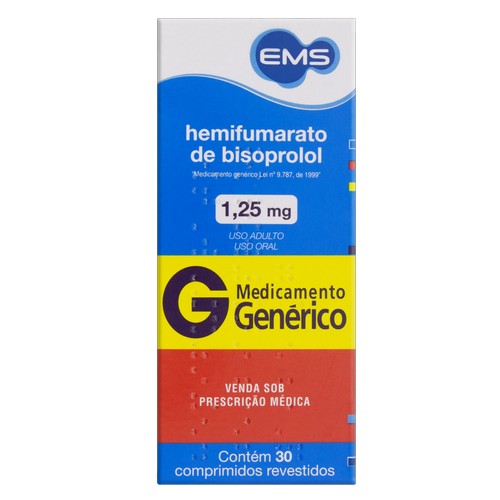 EMS
hemifumarato
de bisoprolol
"Medicamento genérico Lei nº 9.787, de 1999"
1,25 mg
USO ADULTO
USO ORAL
G Medicamento
Genérico
VENDA SOB
PRESCRIÇÃO MÉDICA
Contém 30
comprimidos revestidos